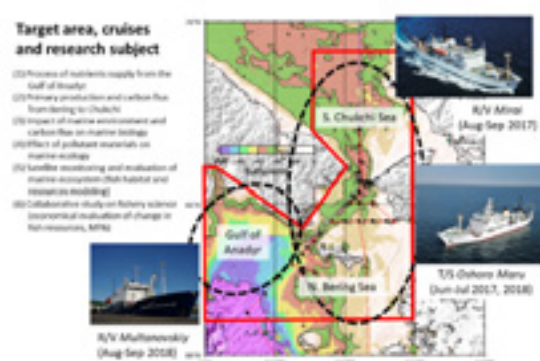 Target area, cruises
and research subject
(1) Process of nutrients supply from the
Gulf of Anadyr
(2) Primary production and carbon flux
from Bering to Chukchi
(3) Impact of marine environment and
carbon flux on marine biology
(4) Effect of pollutant materials on
marine ecology
(5) Satellite monitoring and evaluation of
marine ecosystem (fish habitat and
resources modeling)
(6) Collaborative study on fishery science
(economical evaluation of change in
fish resources, MPA)
S. Chukchi Sea
Gulf of
Anadyr
N. Bering Sea
R/V Mirai
(Aug-Sep 2017)
T/S Oshoro Maru
(Jun-Jul 2017, 2018)
R/V Multanovskiy
(Aug-Sep 2018)